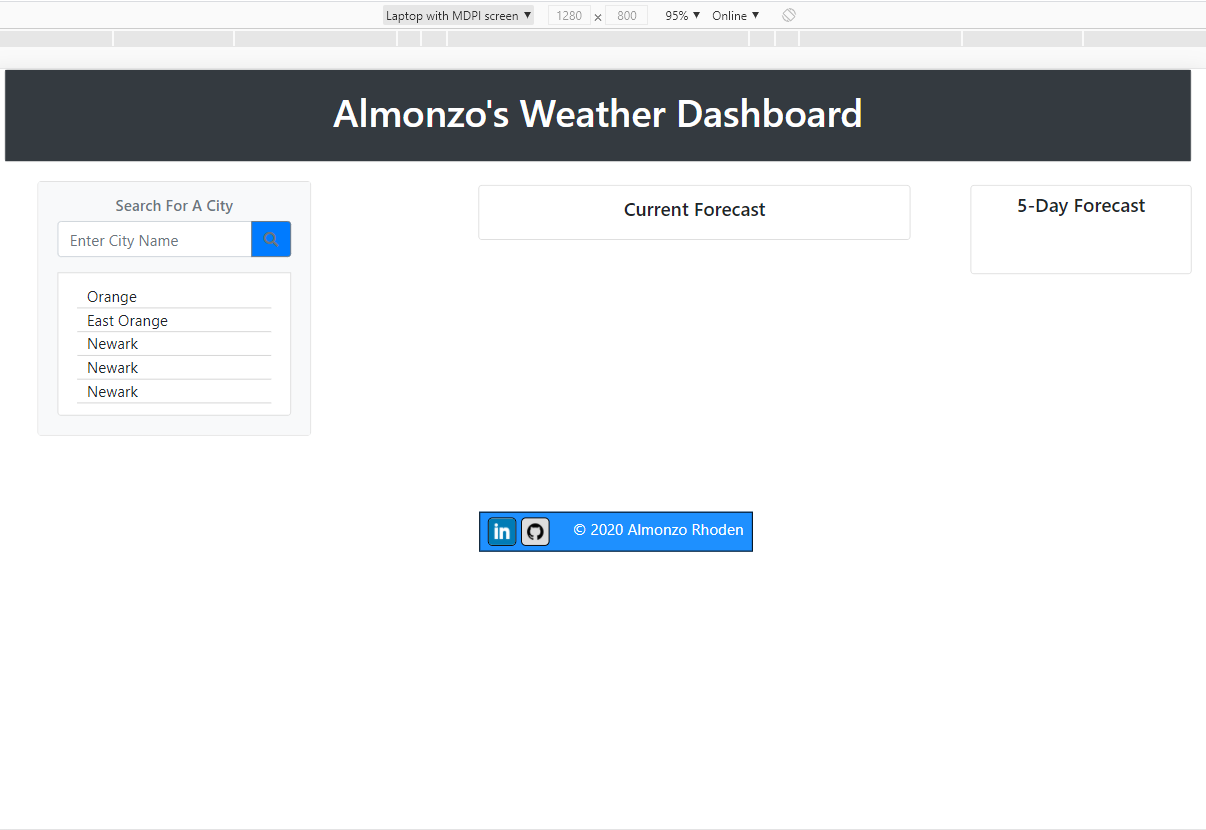 Laptop with MDPI screen ▼ 1280 × 800 95% ▼ Online ▼
Almonzo's Weather Dashboard
Search For A City
Enter City Name
Orange
East Orange
Newark
Newark
Newark
Current Forecast
5-Day Forecast
in © 2020 Almonzo Rhoden